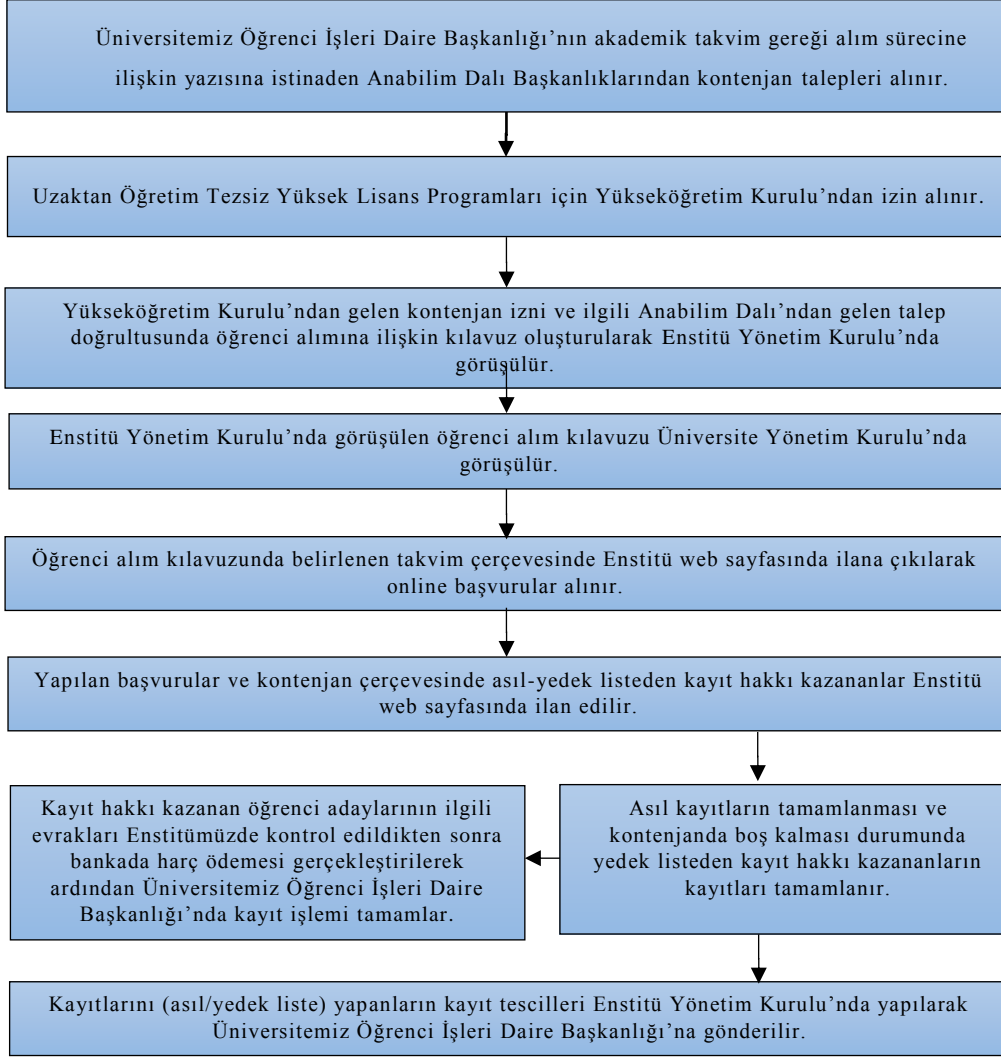 Üniversitemiz Öğrenci İşleri Daire Başkanlığı’nın akademik takvim gereği alım sürecine
ilişkin yazısına istinaden Anabilim Dalı Başkanlıklarından kontenjan talepleri alınır.
Uzaktan Öğretim Tezsiz Yüksek Lisans Programları için Yükseköğretim Kurulu’ndan izin alınır.
Yükseköğretim Kurulu’ndan gelen kontenjan izni ve ilgili Anabilim Dalı’ndan gelen talep
doğrultusunda öğrenci alımına ilişkin kılavuz oluşturularak Enstitü Yönetim Kurulu’nda
görüşülür.
Enstitü Yönetim Kurulu’nda görüşülen öğrenci alım kılavuzu Üniversite Yönetim Kurulu’nda
görüşülür.
Öğrenci alım kılavuzunda belirlenen takvim çerçevesinde Enstitü web sayfasında ilana çıkılarak
online başvurular alınır.
Yapılan başvurular ve kontenjan çerçevesinde asıl-yedek listeden kayıt hakkı kazananlar Enstitü
web sayfasında ilan edilir.
Asıl kayıtların tamamlanması ve
kontenjanda boş kalması durumunda
yedek listeden kayıt hakkı kazananların
kayıtları tamamlanır.
Kayıt hakkı kazanan öğrenci adaylarının ilgili
evrakları Enstitümüzde kontrol edildikten sonra
bankada harç ödemesi gerçekleştirilerek
ardından Üniversitemiz Öğrenci İşleri Daire
Başkanlığı’nda kayıt işlemi tamamlar.
Kayıtlarını (asıl/yedek liste) yapanların kayıt tescilleri Enstitü Yönetim Kurulu’nda yapılarak
Üniversitemiz Öğrenci İşleri Daire Başkanlığı’na gönderilir.